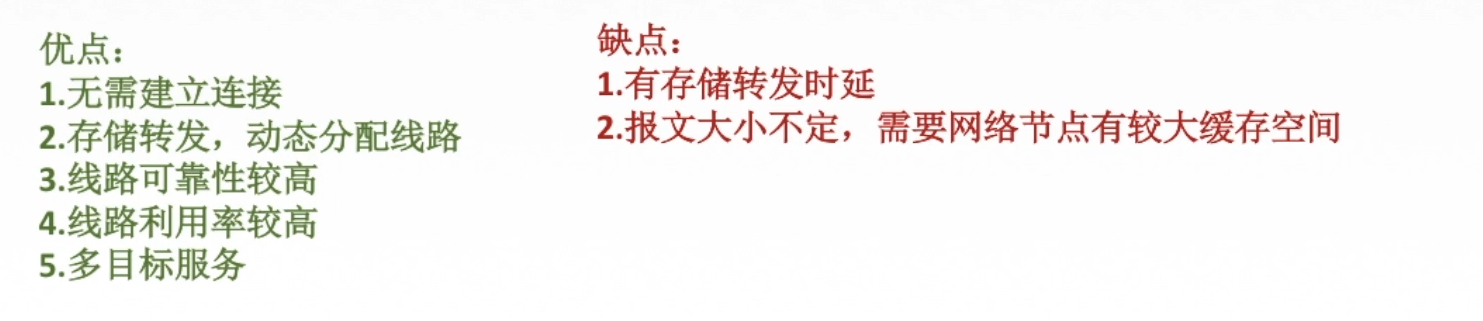 优点：
1.无需建立连接
2.存储转发，动态分配线路
3.线路可靠性较高
4.线路利用率较高
5.多目标服务
缺点：
1.有存储转发时延
2.报文大小不定，需要网络节点有较大缓存空间